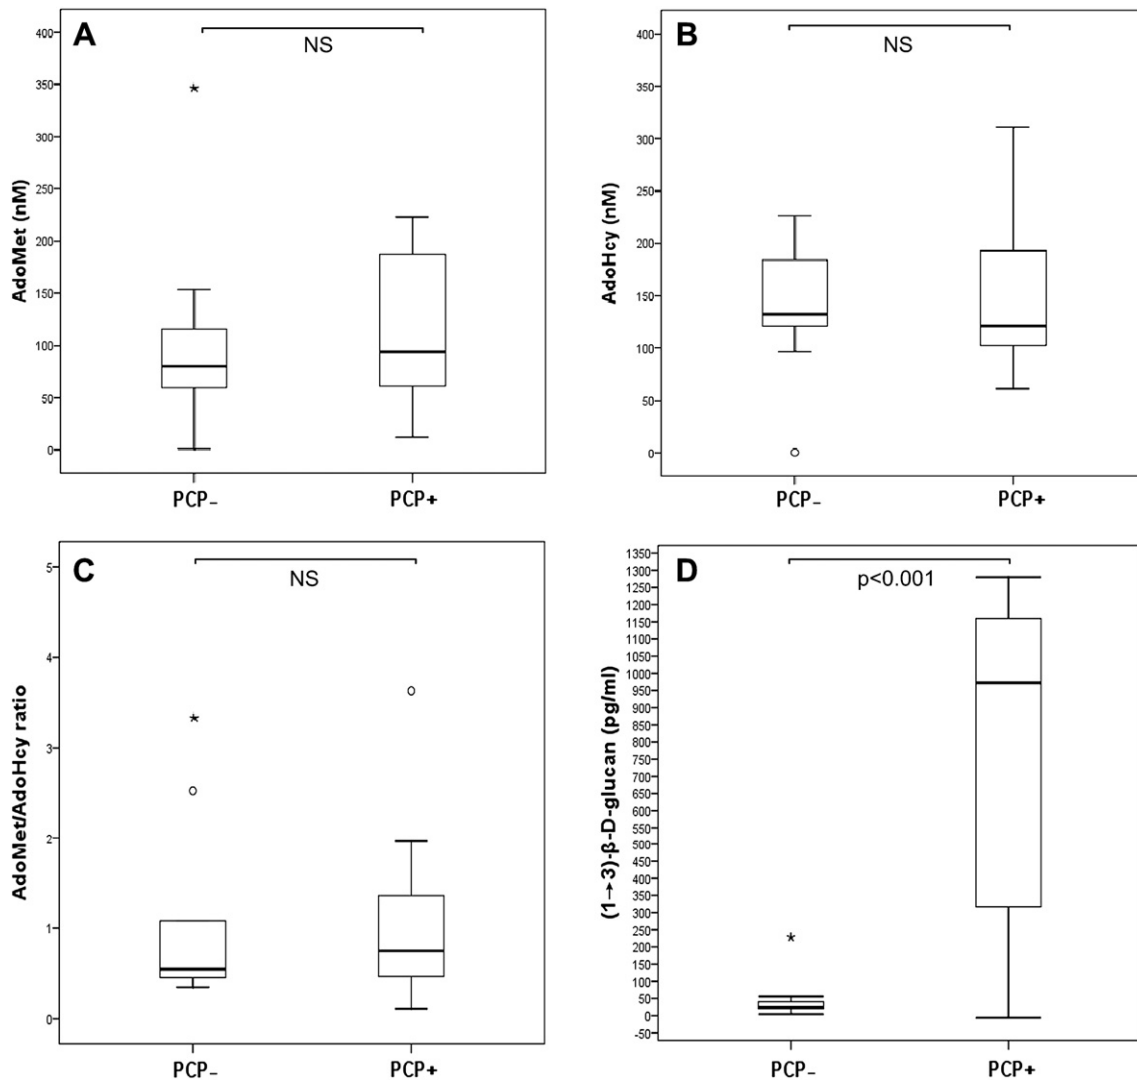 A
NS
AdoMet (nM)
400
350
300
250
200
150
100
50
0
PCP-
PCP+
B
NS
AdoHcy (nM)
400
350
300
250
200
150
100
50
0
PCP-
PCP+
C
NS
AdoMet/AdoHcy ratio
5
4
3
2
1
0
PCP-
PCP+
D
p<0.001
(1→3)-β-D-glucan (pg/ml)
1350
1300
1250
1200
1150
1100
1050
1000
950
900
850
800
750
700
650
600
550
500
450
400
350
300
250
200
150
100
50
0
-50
PCP-
PCP+